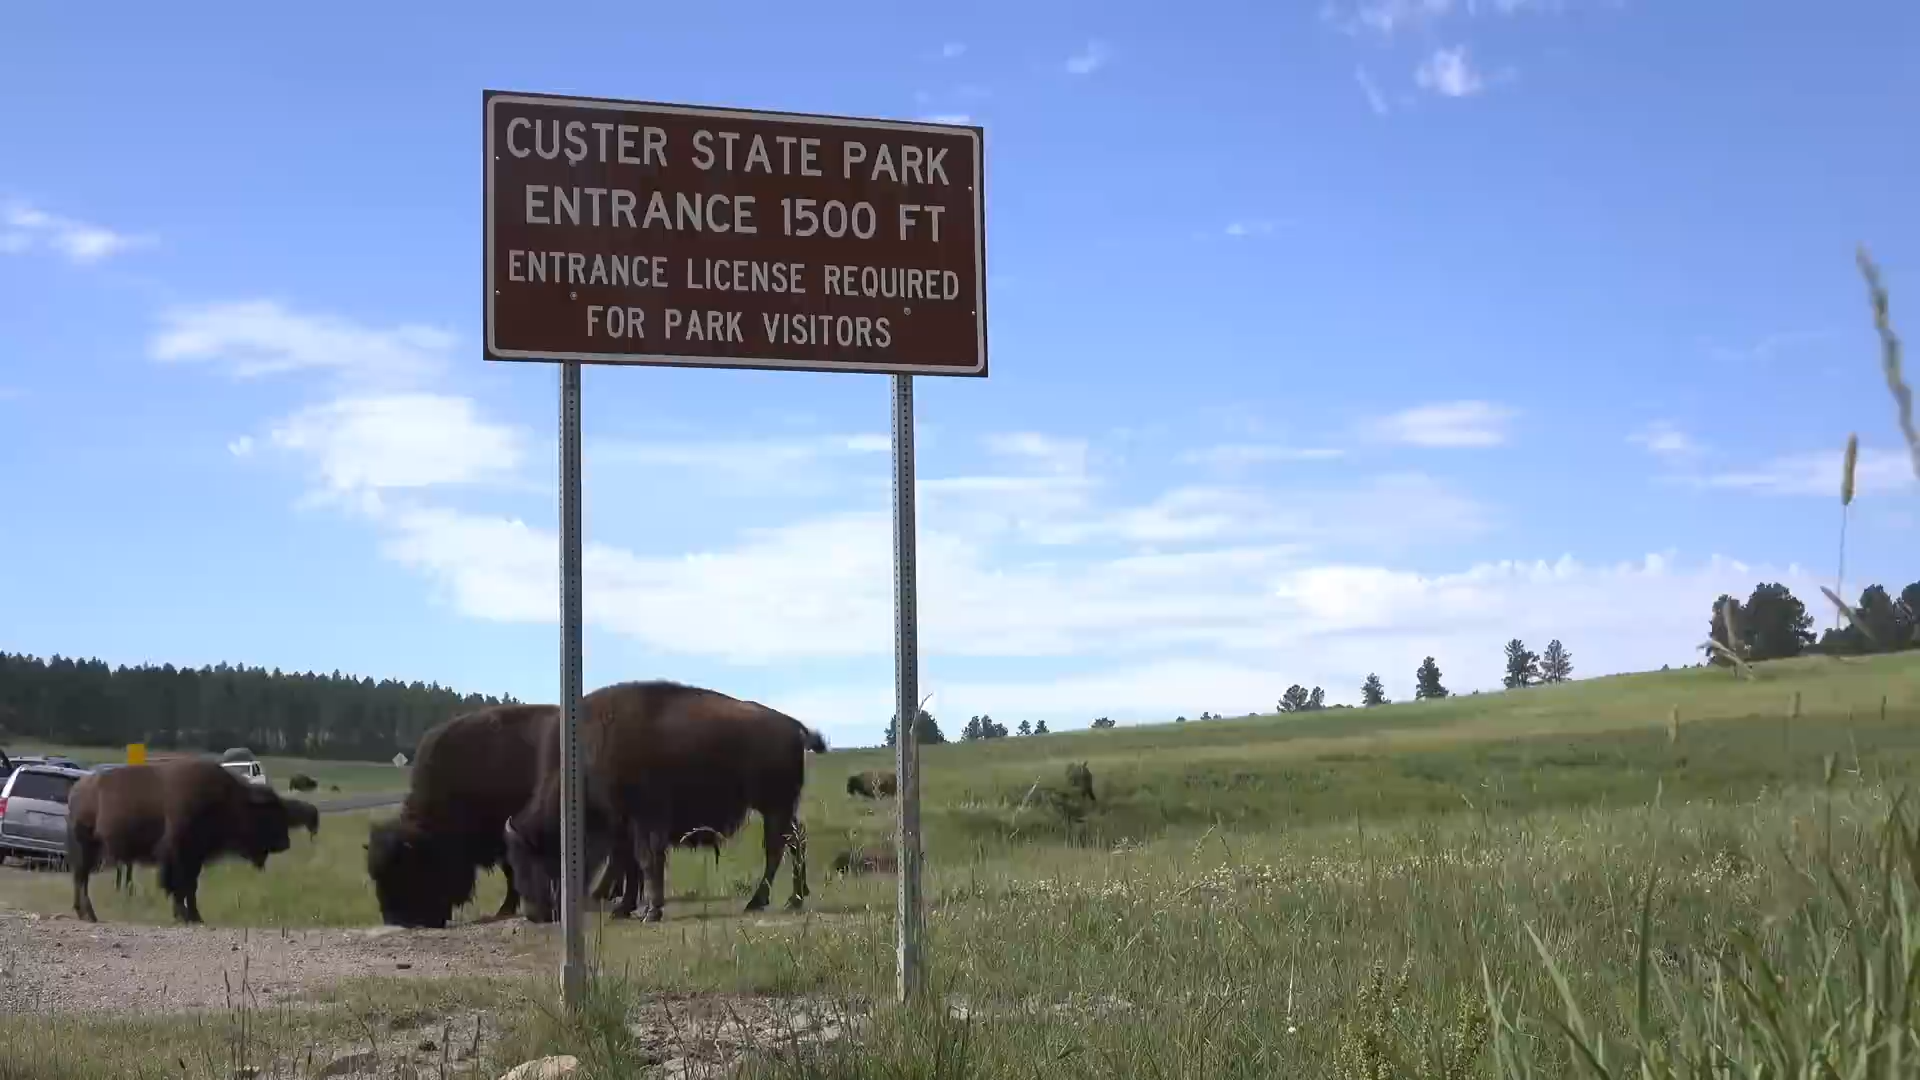 CUSTER STATE PARK
ENTRANCE 1500 FT
ENTRANCE LICENSE REQUIRED
FOR PARK VISITORS